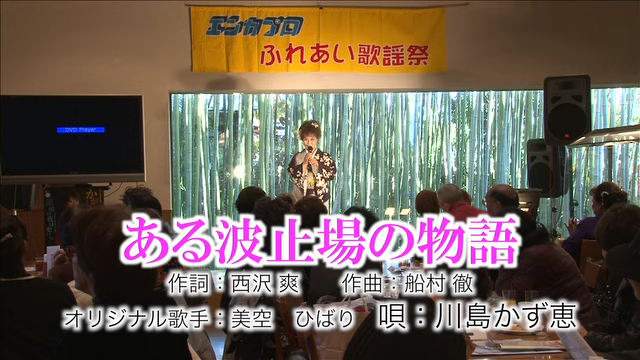 エンカプロ
ふれあい歌謡祭
DVD Player
ある波止場の物語
作詞：西沢 爽　　作曲：船村 徹
オリジナル歌手：美空　ひばり　唄：川島かず恵